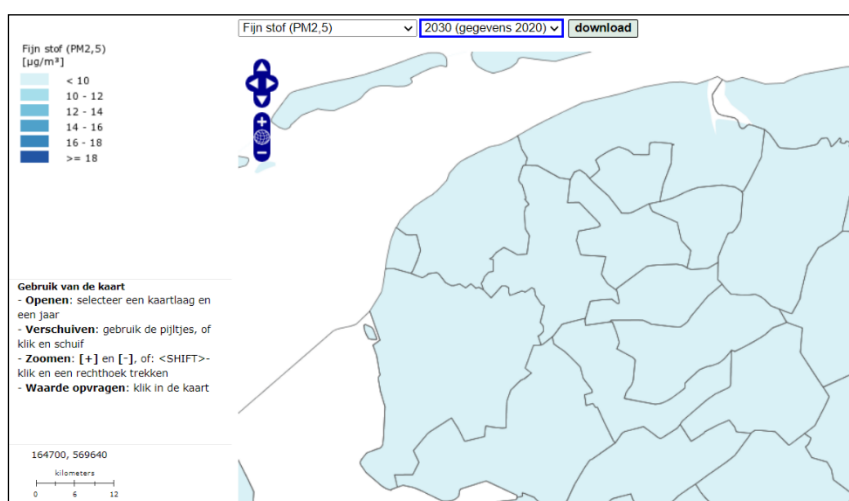 Fijn stof (PM2,5)
2030 (gegevens 2020)
download
Fijn stof (PM2,5)
[µg/m³]
< 10
10 - 12
12 - 14
14 - 16
16 - 18
>= 18
Gebruik van de kaart
- Openen: selecteer een kaartlaag en
een jaar
- Verschuiven: gebruik de pijltjes, of
klik en schuif
- Zoomen: [+] en [-], of: <SHIFT>-
klik en een rechthoek trekken
- Waarde opvragen: klik in de kaart
164700, 569640
kilometers
0 6 12